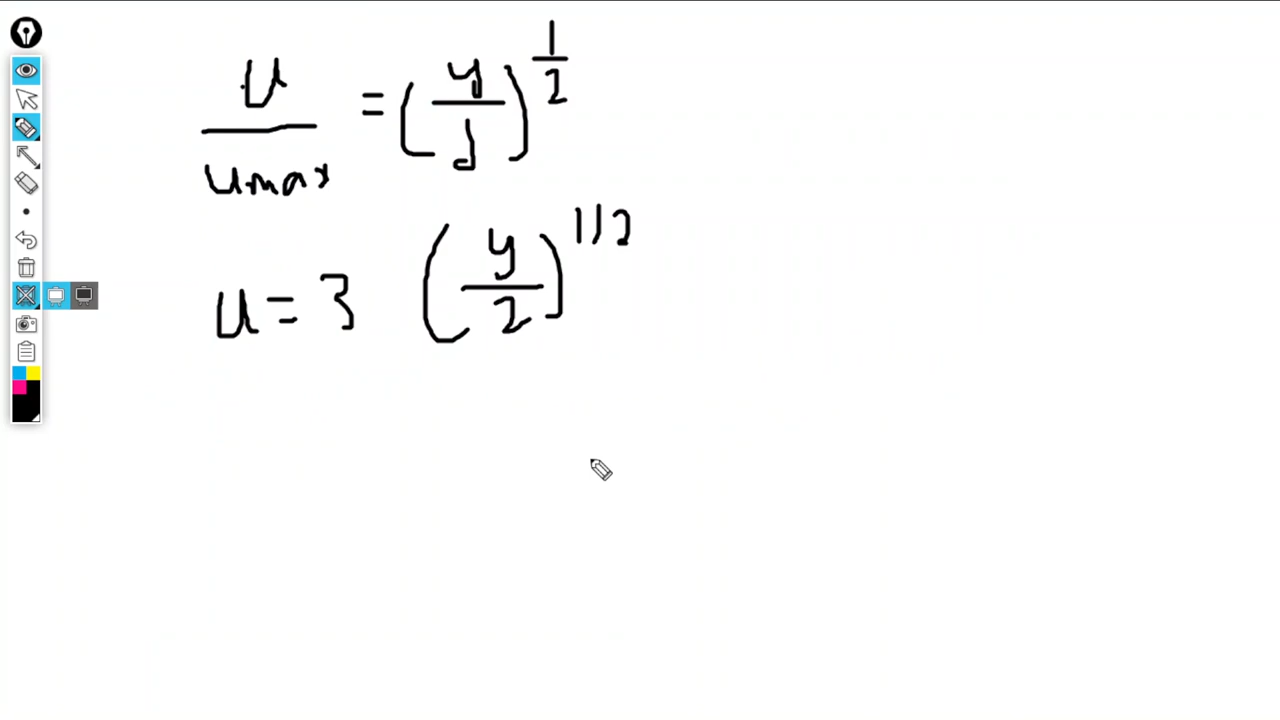 u/umax = (y/d)^1/2
u = 3 (y/2)^1/2